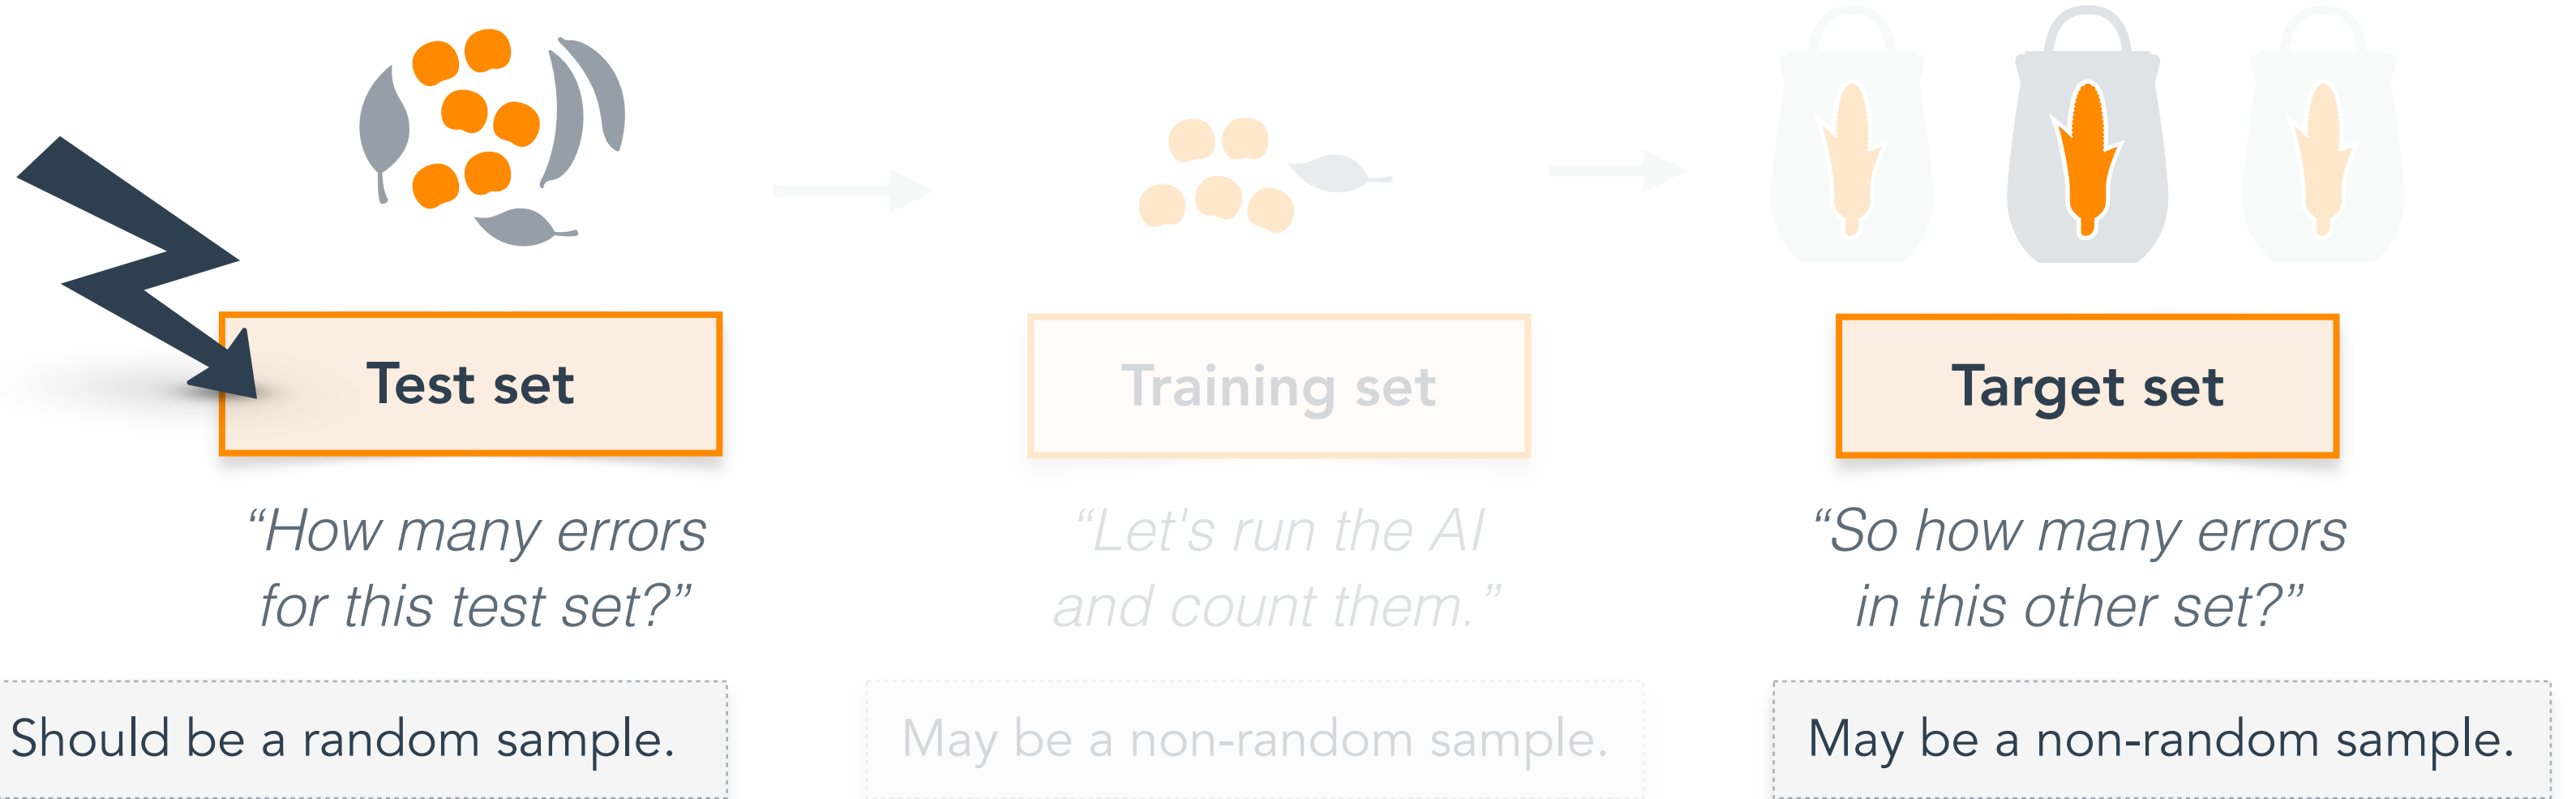 Test set
“How many errors
for this test set?”
Should be a random sample.
Training set
“Let's run the AI
and count them.”
May be a non-random sample.
Target set
“So how many errors
in this other set?”
May be a non-random sample.